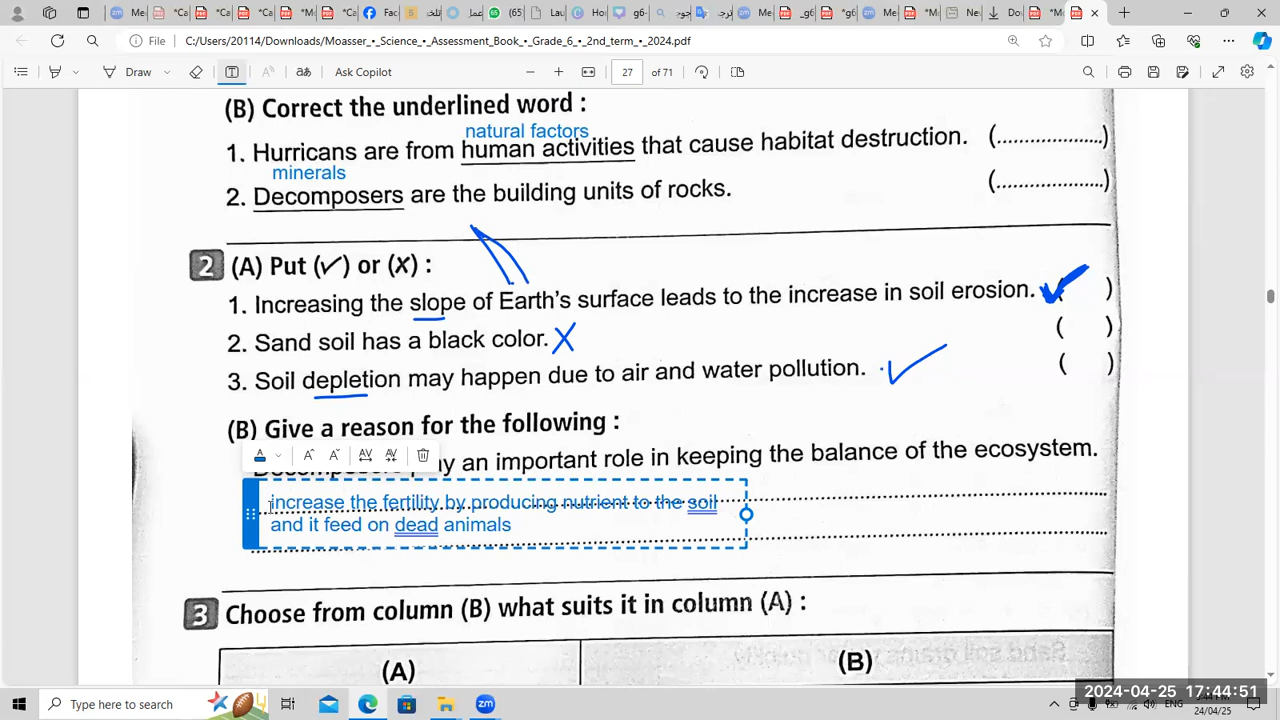 File C:/Users/20114/Downloads/Moasser_•_Science_•_Assessment_Book_•_Grade_6_•_2nd_term_•_2024.pdf
Draw Ask Copilot 27 of 71
(B) Correct the underlined word :
natural factors
1. Hurricans are from human activities that cause habitat destruction. (....................)
minerals
2. Decomposers are the building units of rocks. (....................)
2 (A) Put (✓) or (X) :
1. Increasing the slope of Earth's surface leads to the increase in soil erosion. ( )
2. Sand soil has a black color. X ( )
3. Soil depletion may happen due to air and water pollution. ✓ ( )
(B) Give a reason for the following :
an important role in keeping the balance of the ecosystem.
increase the fertility by producing nutrient to the soil
and it feed on dead animals
3 Choose from column (B) what suits it in column (A) :
(A) (B)
Type here to search
2024-04-25 17:44:51
ENG
24/04/25